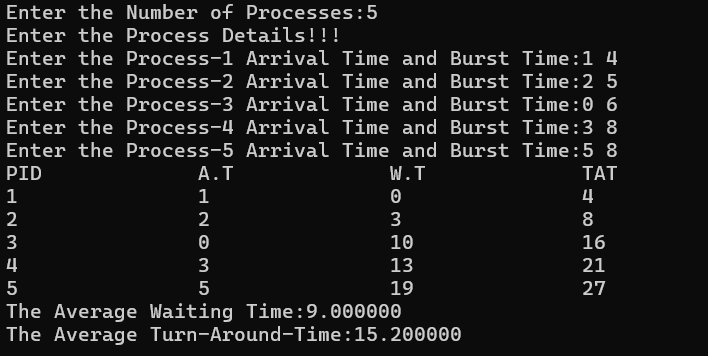 Enter the Number of Processes:5
Enter the Process Details!!!
Enter the Process-1 Arrival Time and Burst Time:1 4
Enter the Process-2 Arrival Time and Burst Time:2 5
Enter the Process-3 Arrival Time and Burst Time:0 6
Enter the Process-4 Arrival Time and Burst Time:3 8
Enter the Process-5 Arrival Time and Burst Time:5 8
PID A.T W.T TAT
1 1 0 4
2 2 3 8
3 0 10 16
4 3 13 21
5 5 19 27
The Average Waiting Time:9.000000
The Average Turn-Around-Time:15.200000